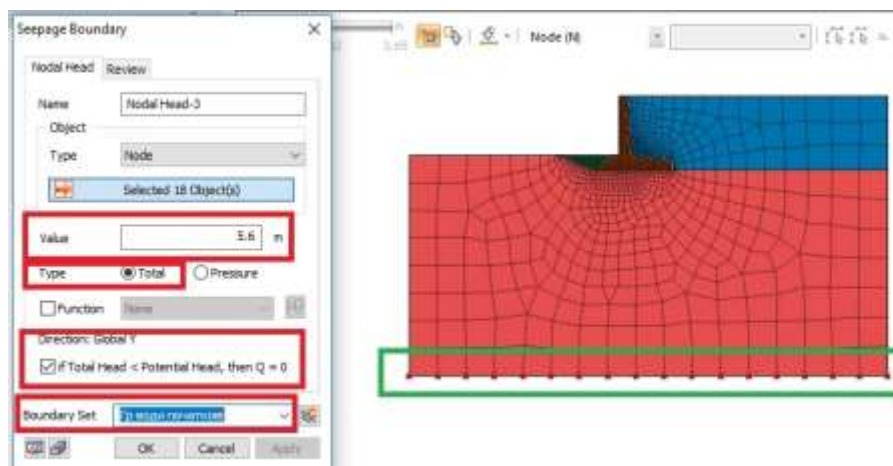 Seepage Boundary
Nodal Head Review
Name Nodal Head-3
Object
Type Node
Selected 18 Object(s)
Value 5.6 m
Type Total Pressure
Function None
Direction: Global Y
If Total Head < Potential Head, then Q = 0
Boundary Set
OK Cancel Apply
Node (N)